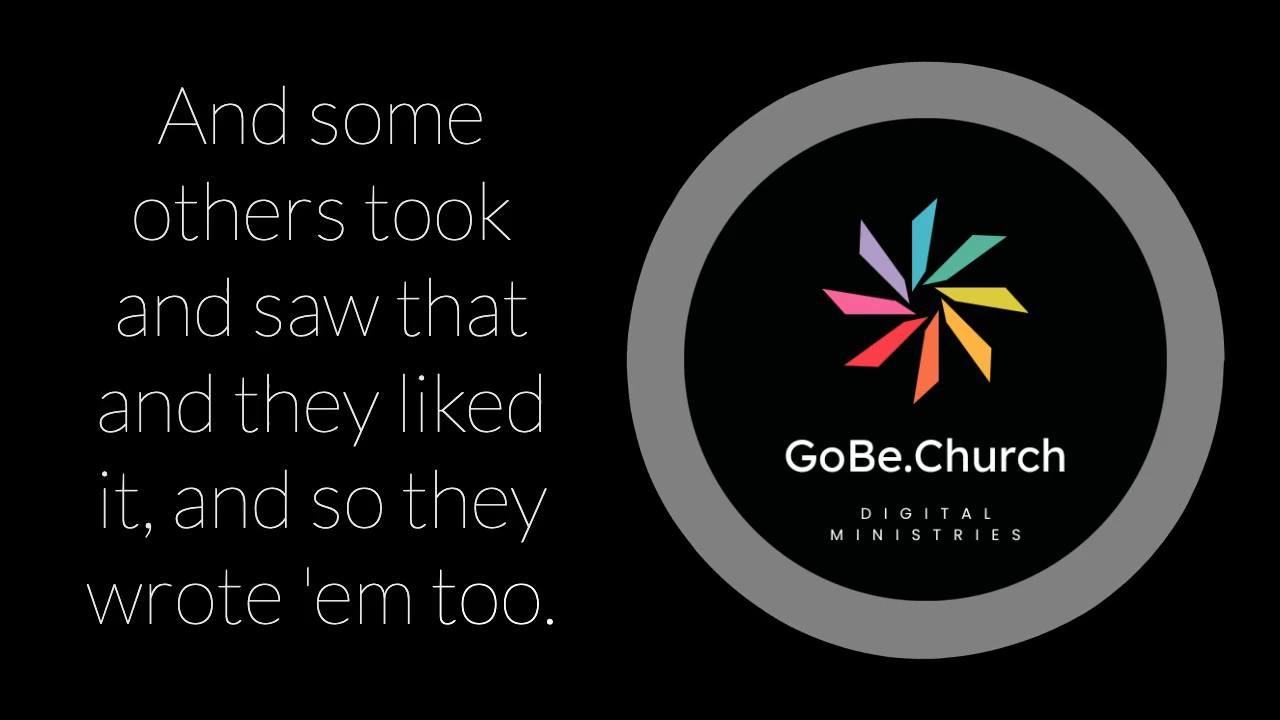 And some
others took
and saw that
and they liked
it, and so they
wrote 'em too.
GoBe.Church
DIGITAL
MINISTRIES